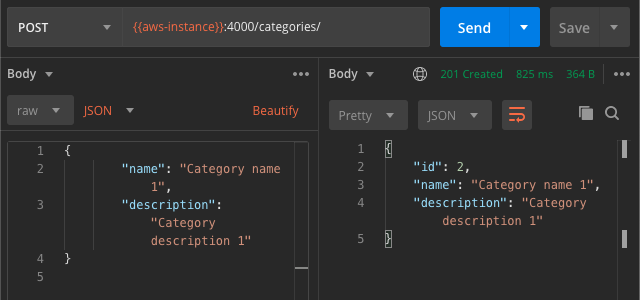 POST {{aws-instance}}:4000/categories/ Send Save
Body
raw JSON Beautify
1 {
2 "name": "Category name
1",
3 "description":
"Category
description 1"
4 }
5
Body 201 Created 825 ms 364 B
Pretty JSON
1 {
2 "id": 2,
3 "name": "Category name 1",
4 "description": "Category
description 1"
5 }